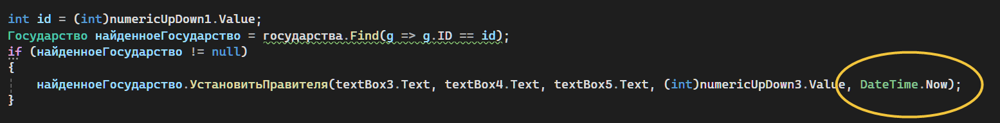 int id = (int)numericUpDown1.Value;
Государство найденноеГосударство = государства.Find(g => g.ID == id);
if (найденноеГосударство != null)
{
найденноеГосударство.УстановитьПравителя(textBox3.Text, textBox4.Text, textBox5.Text, (int)numericUpDown3.Value, DateTime.Now);
}